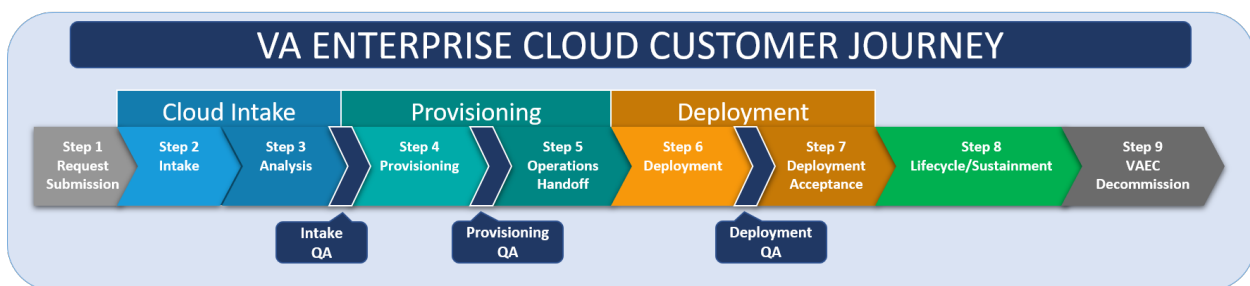 VA ENTERPRISE CLOUD CUSTOMER JOURNEY
Cloud Intake
Provisioning
Deployment
Step 1
Request
Submission
Step 2
Intake
Step 3
Analysis
Step 4
Provisioning
Step 5
Operations
Handoff
Step 6
Deployment
Step 7
Deployment
Acceptance
Step 8
Lifecycle/Sustainment
Step 9
VAEC
Decommission
Intake
QA
Provisioning
QA
Deployment
QA